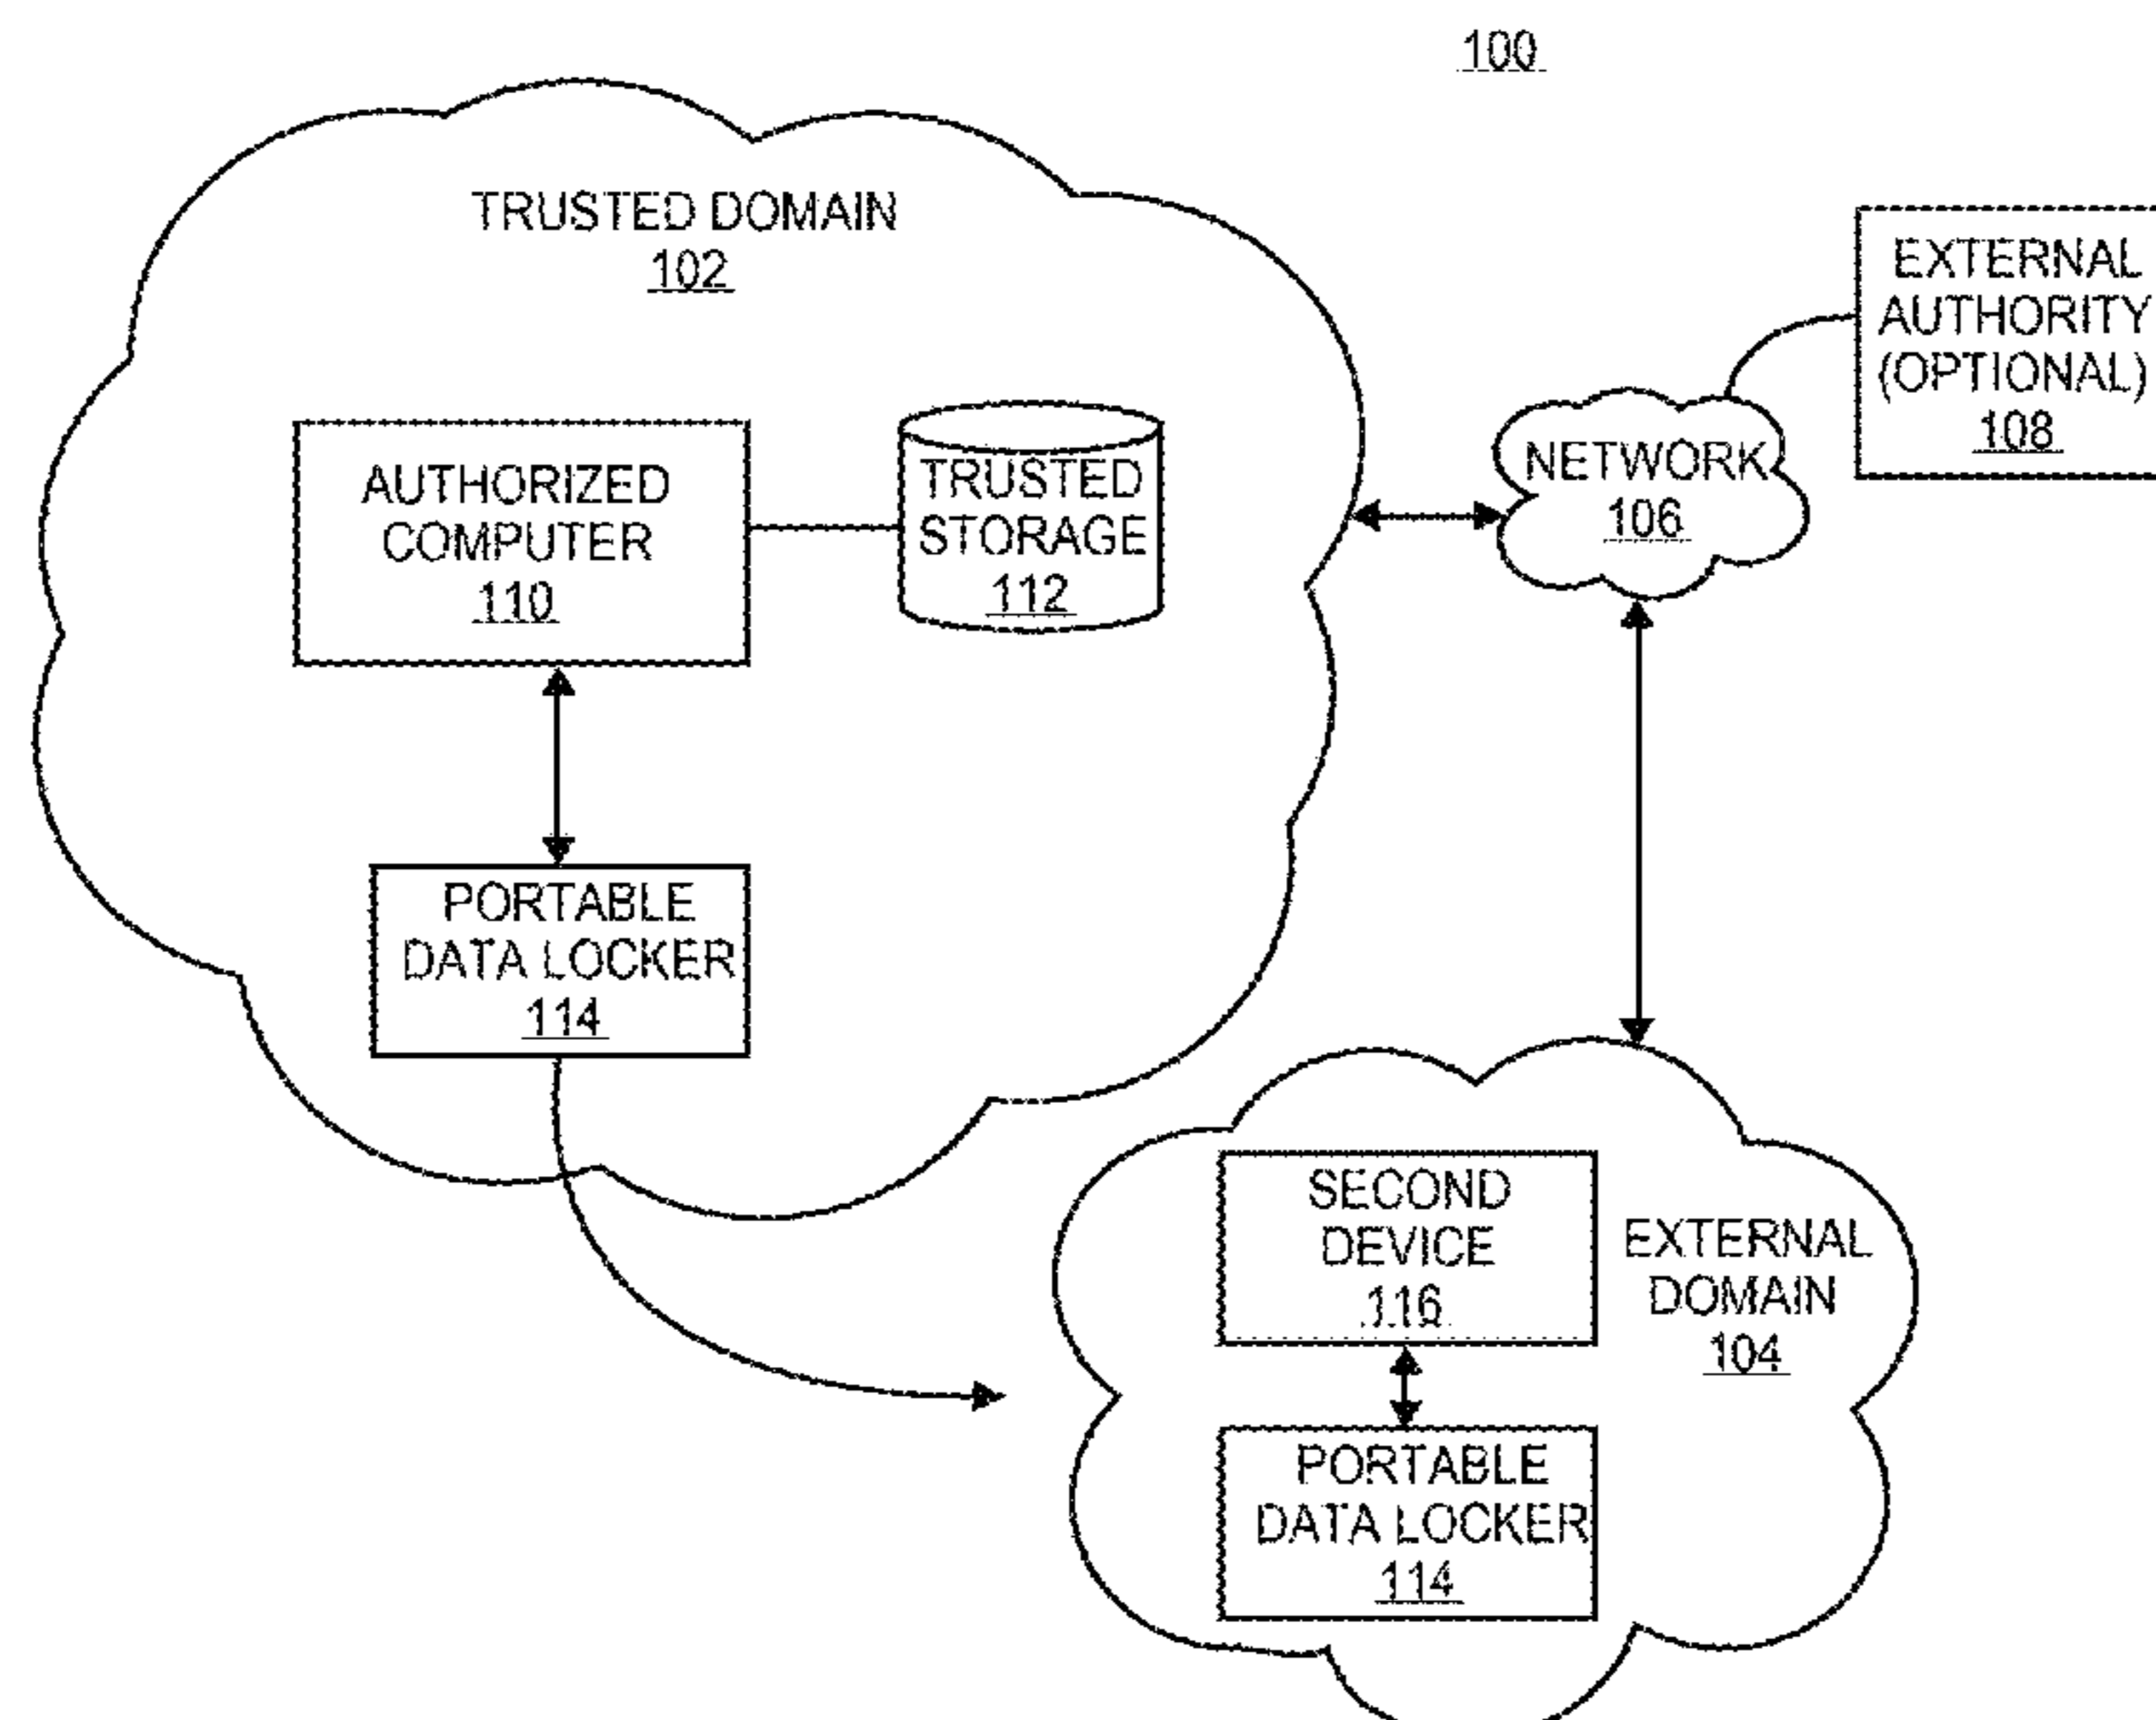 100
TRUSTED DOMAIN
102
EXTERNAL
AUTHORITY
(OPTIONAL)
108
NETWORK
106
AUTHORIZED
COMPUTER
110
TRUSTED
STORAGE
112
PORTABLE
DATA LOCKER
114
SECOND
DEVICE
116
EXTERNAL
DOMAIN
104
PORTABLE
DATA LOCKER
114